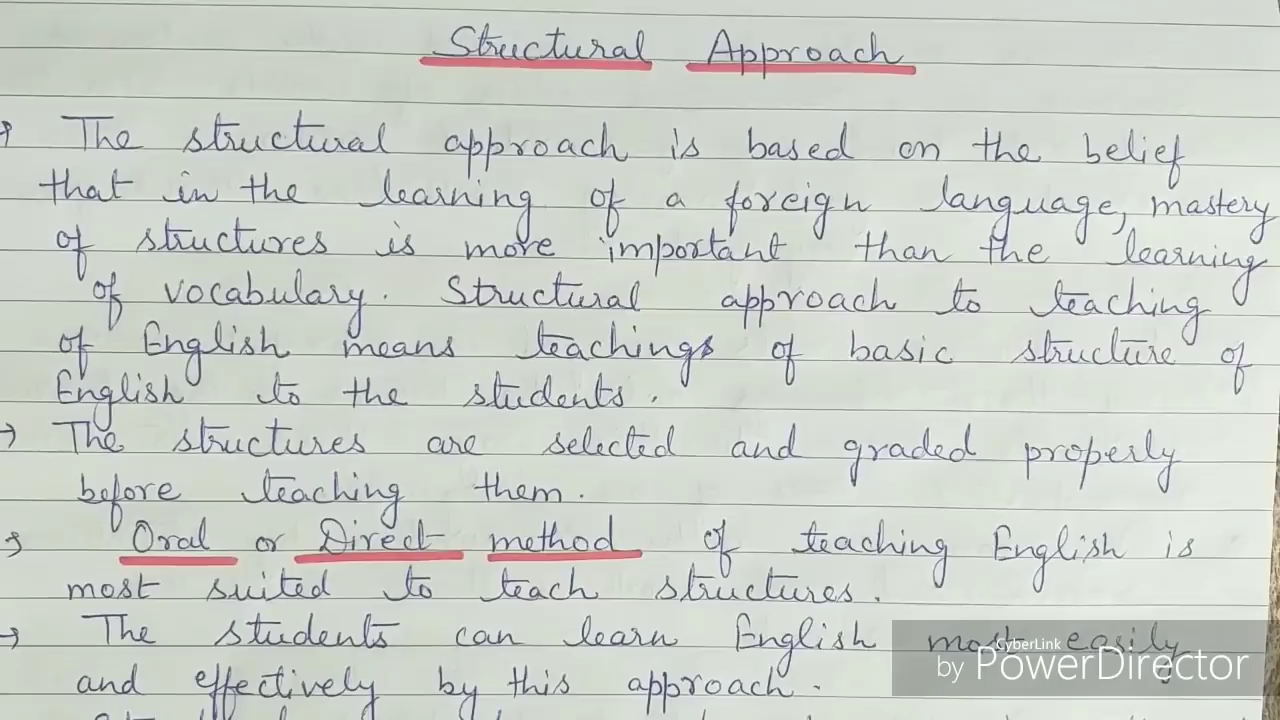 Structural Approach
→ The structural approach is based on the belief
that in the learning of a foreign language, mastery
of structures is more important than the learning
of vocabulary. Structural approach to teaching
of English means teachings of basic structure of
English to the students.
→ The structures are selected and graded properly
before teaching them.
→ Oral or Direct method of teaching English is
most suited to teach structures.
→ The students can learn English most easily
and effectively by this approach.
CyberLink
by PowerDirector